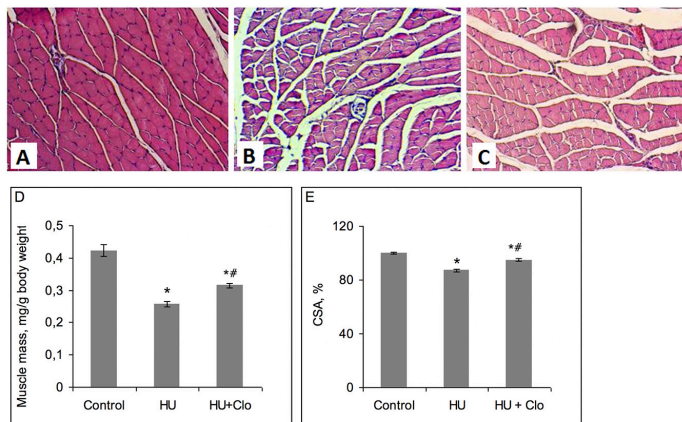 A
B
C
D
Muscle mass, mg/g body weight
0,5
0,4
0,3
0,2
0,1
0
*
*#
Control HU HU+Clo
E
CSA, %
120
80
40
0
*
*#
Control HU HU + Clo